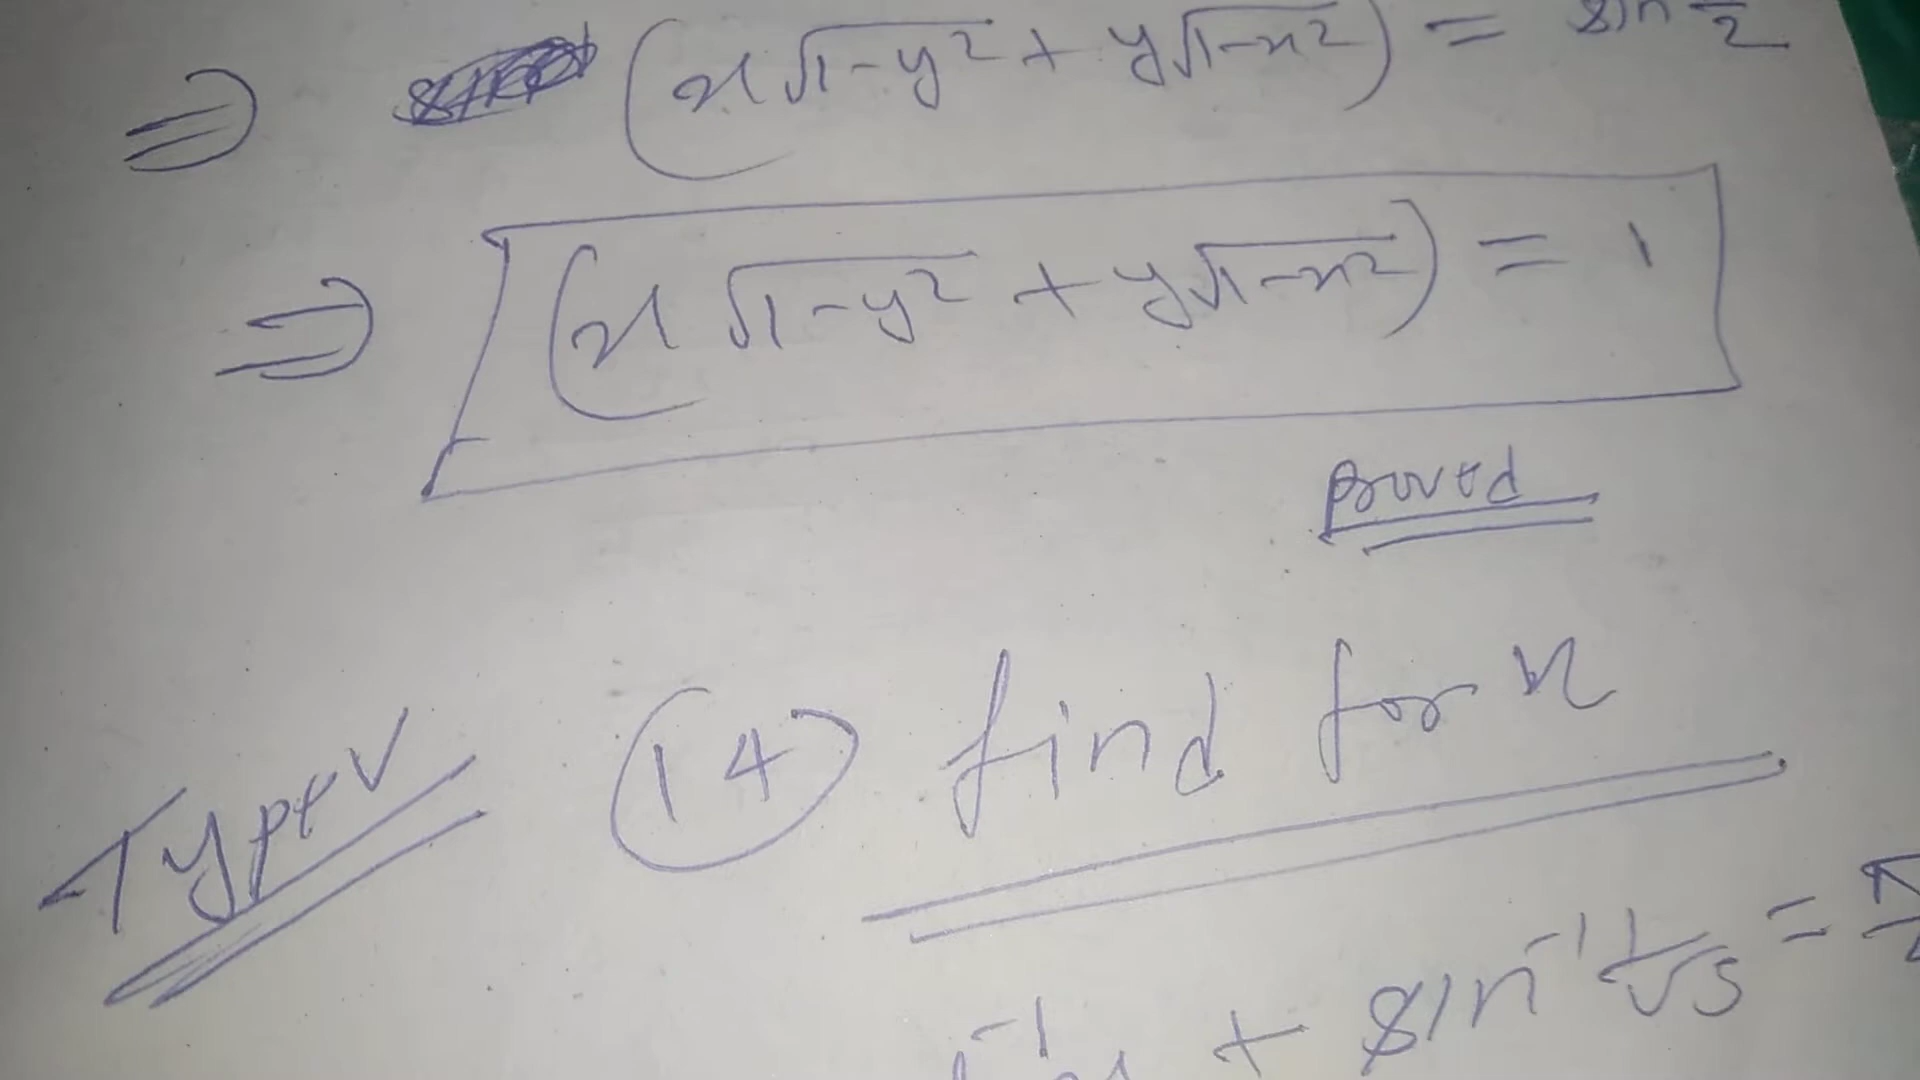 ⇒ (x√1-y² + y√1-x²) = sin π/2
⇒ (x√1-y² + y√1-x²) = 1
proved
Type V (14) find for x
+ sin⁻¹ 1/√5 = π